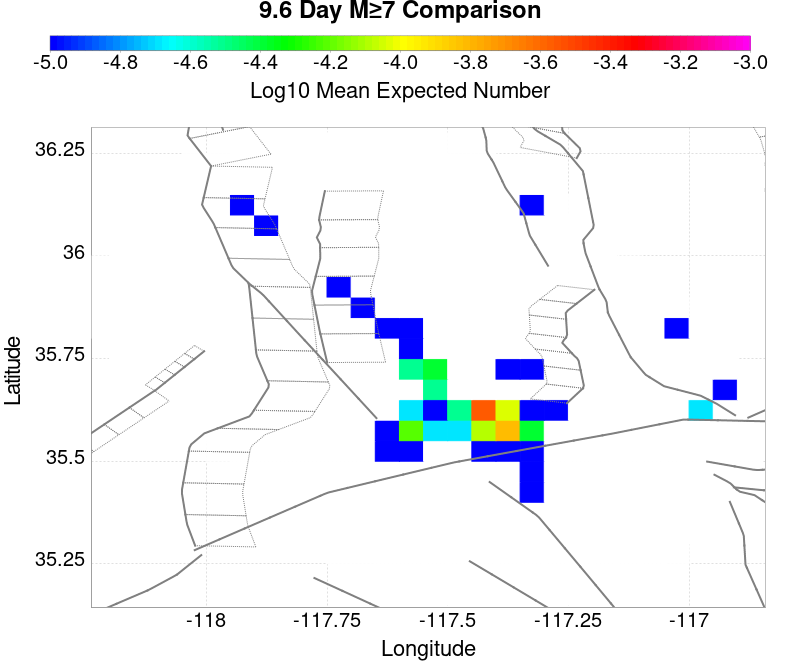 9.6 Day M≥7 Comparison
-5.0 -4.8 -4.6 -4.4 -4.2 -4.0 -3.8 -3.6 -3.4 -3.2 -3.0
Log10 Mean Expected Number
36.25
36
35.75
35.5
35.25
Latitude
-118 -117.75 -117.5 -117.25 -117
Longitude